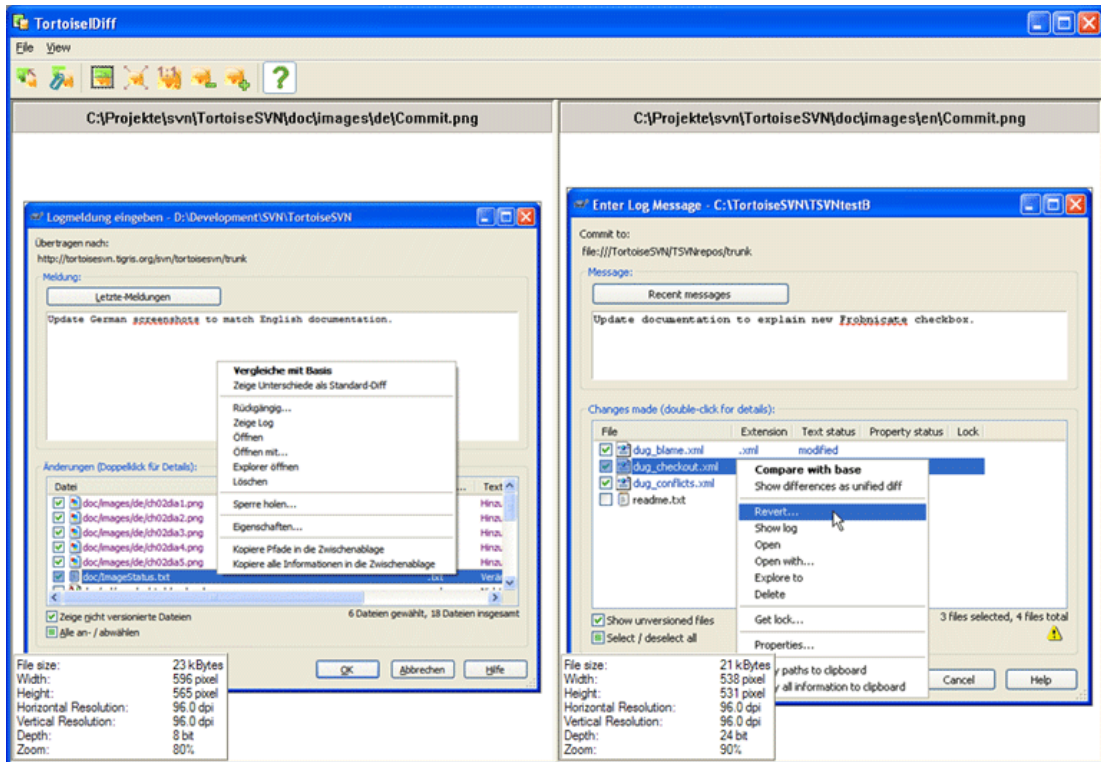 TortoiseIDiff
File View
C:\Projekte\svn\TortoiseSVN\doc\images\de\Commit.png
Logmeldung eingeben - D:\Development\SVN\TortoiseSVN
Übertragen nach:
http://tortoisesvn.tigris.org/svn/tortoisesvn/trunk
Meldung:
Letzte-Meldungen
Update German screenshots to match English documentation.
Vergleiche mit Basis
Zeige Unterschiede als Standard-Diff
Rückgängig...
Zeige Log
Öffnen
Öffnen mit...
Explorer öffnen
Löschen
Sperre holen...
Eigenschaften...
Kopiere Pfade in die Zwischenablage
Kopiere alle Informationen in die Zwischenablage
Änderungen (Doppelklick für Details):
Datei ... Text
doc/images/de/ch02dia1.png Hinz.
doc/images/de/ch02dia2.png Hinz.
doc/images/de/ch02dia3.png Hinz.
doc/images/de/ch02dia4.png Hinz.
doc/images/de/ch02dia5.png Hinz.
doc/ImageStatus.txt .txt Verär
Zeige nicht versionierte Dateien
6 Dateien gewählt, 18 Dateien insgesamt
Alle an- / abwählen
OK Abbrechen Hilfe
File size: 23 kBytes
Width: 596 pixel
Height: 565 pixel
Horizontal Resolution: 96.0 dpi
Vertical Resolution: 96.0 dpi
Depth: 8 bit
Zoom: 80%
C:\Projekte\svn\TortoiseSVN\doc\images\en\Commit.png
Enter Log Message - C:\TortoiseSVN\TSVNtestB
Commit to:
file:///TortoiseSVN/TSVNrepos/trunk
Message:
Recent messages
Update documentation to explain new Frobnicate checkbox.
Changes made (double-click for details):
File Extension Text status Property status Lock
dug_blame.xml .xml modified
dug_checkout.xml
dug_conflicts.xml
readme.txt
Compare with base
Show differences as unified diff
Revert...
Show log
Open
Open with...
Explore to
Delete
Get lock...
Properties...
y paths to clipboard
y all information to clipboard
Show unversioned files
3 files selected, 4 files total
Select / deselect all
Cancel Help
File size: 21 kBytes
Width: 538 pixel
Height: 531 pixel
Horizontal Resolution: 96.0 dpi
Vertical Resolution: 96.0 dpi
Depth: 24 bit
Zoom: 90%